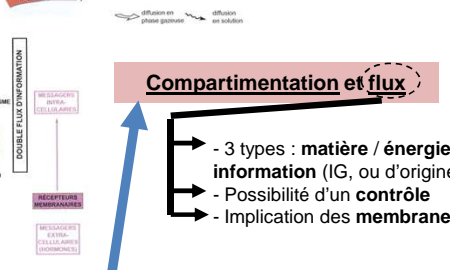 diffusion en
phase gazeuse
diffusion
en solution
DOUBLE FLUX D'INFORMATION
MESSAGERS
INTRA-
CELLULAIRES
RÉCEPTEURS
MEMBRANAIRES
MESSAGERS
EXTRA-
CELLULAIRES
(HORMONES)
Compartimentation et flux
- 3 types : matière / énergie
information (IG, ou d'origine
- Possibilité d'un contrôle
- Implication des membrane